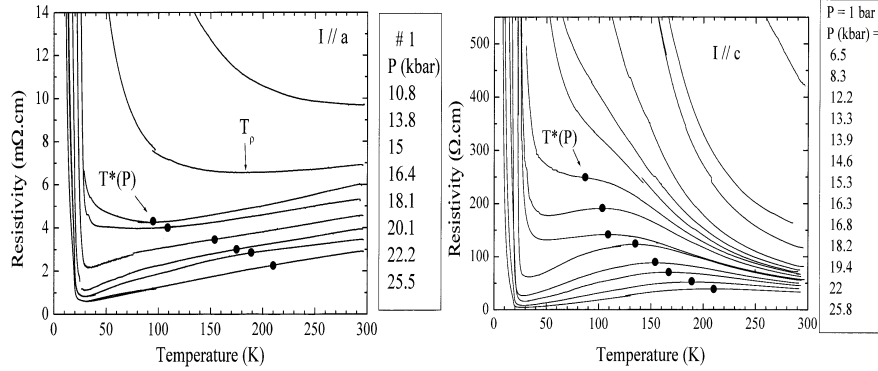 14
12
10
8
6
4
2
0
Resistivity (mΩ.cm)
I // a
Tρ
T*(P)
0 50 100 150 200 250 300
Temperature (K)
# 1
P (kbar)
10.8
13.8
15
16.4
18.1
20.1
22.2
25.5
500
400
300
200
100
0
Resistivity (Ω.cm)
I // c
T*(P)
0 50 100 150 200 250 300
Temperature (K)
P = 1 bar
P (kbar) =
6.5
8.3
12.2
13.3
13.9
14.6
15.3
16.3
16.8
18.2
19.4
22
25.8